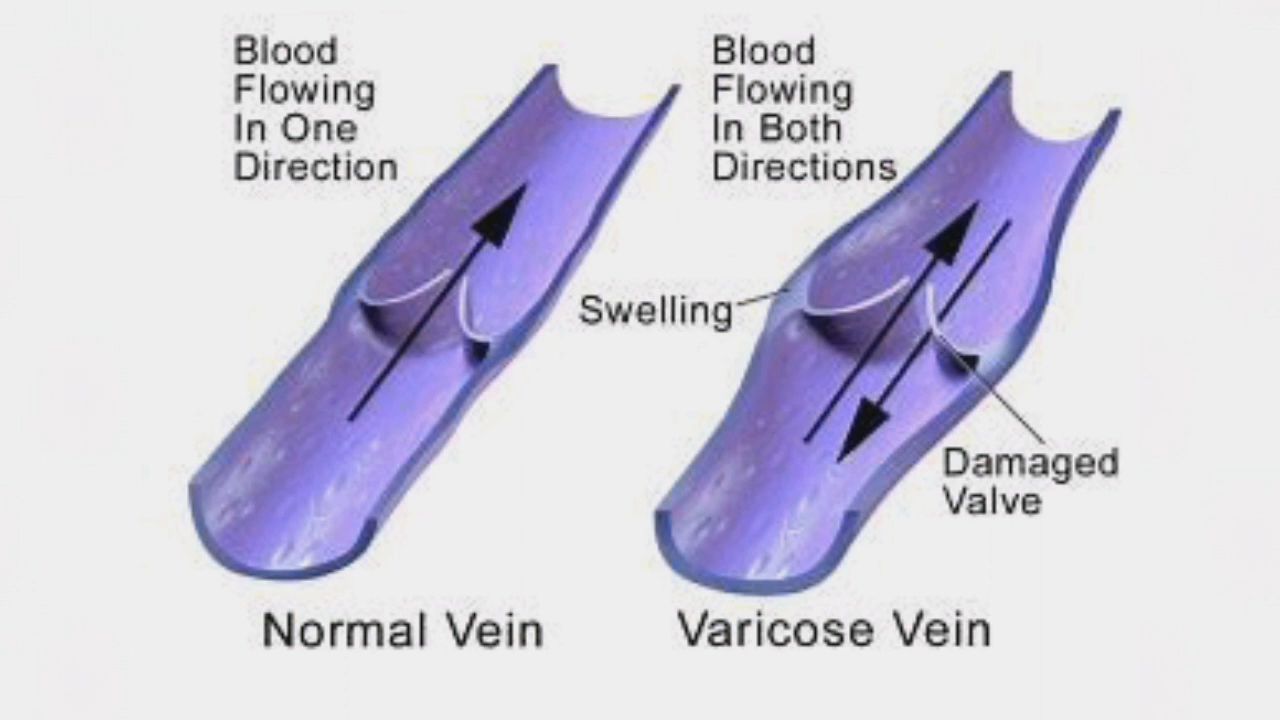 Blood
Flowing
In One
Direction
Blood
Flowing
In Both
Directions
Swelling
Damaged
Valve
Normal Vein
Varicose Vein